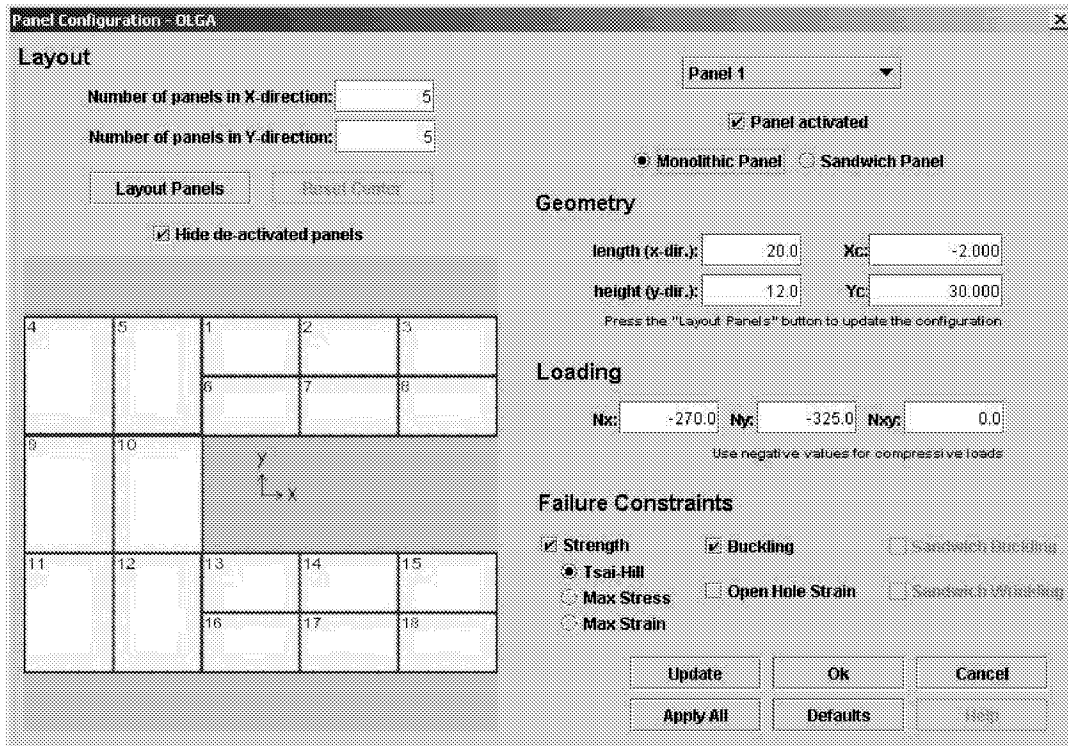 Panel Configuration - OLGA
Layout
Number of panels in X-direction: 5
Number of panels in Y-direction: 5
Layout Panels Reset Center
Hide de-activated panels
4 5 1 2 3
6 7 8
9 10
y
x
11 12 13 14 15
16 17 18
Panel 1
Panel activated
Monolithic Panel Sandwich Panel
Geometry
length (x-dir.): 20.0 Xc: -2.000
height (y-dir.): 12.0 Yc: 30.000
Press the "Layout Panels" button to update the configuration
Loading
Nx: -270.0 Ny: -325.0 Nxy: 0.0
Use negative values for compressive loads
Failure Constraints
Strength Buckling Sandwich Buckling
Tsai-Hill
Open Hole Strain Sandwich Wrinkling
Max Stress
Max Strain
Update Ok Cancel
Apply All Defaults Help